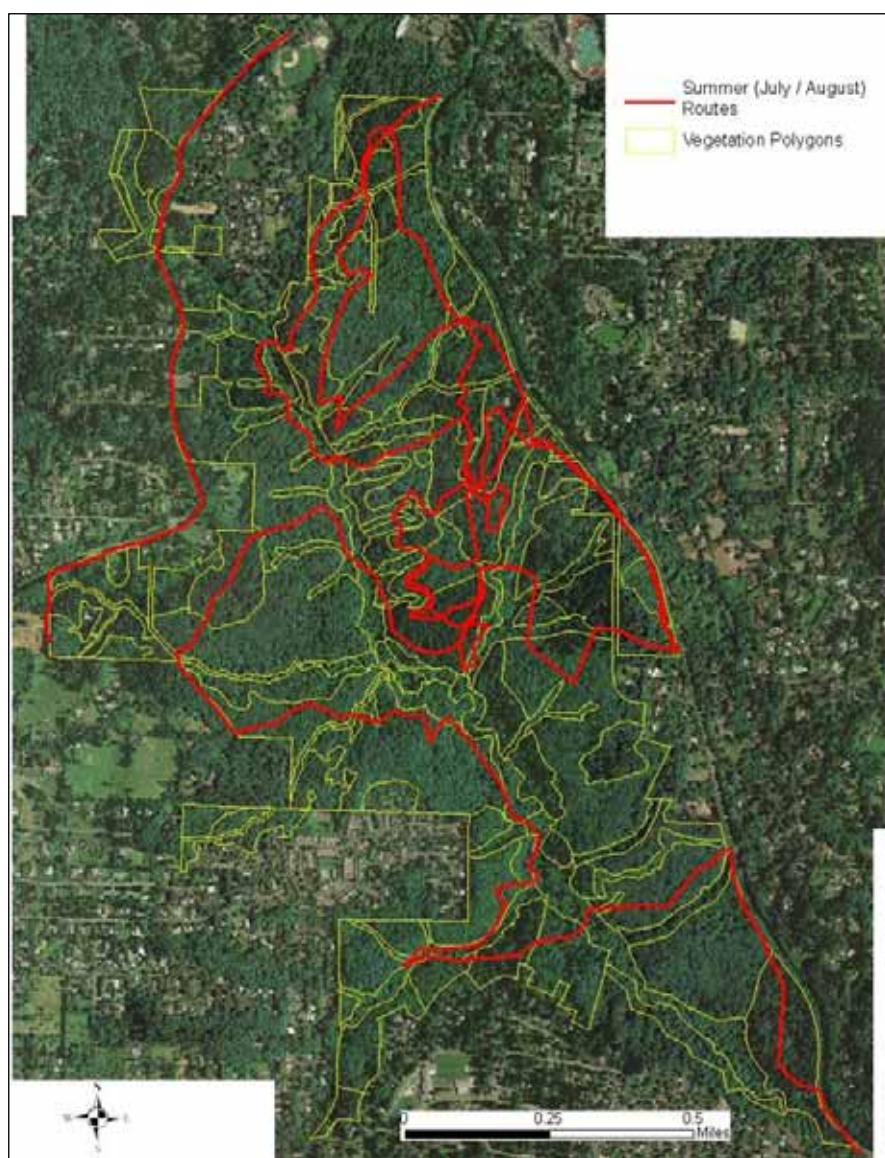 Summer (July / August)
Routes
Vegetation Polygons
N
W E
S
0 0.25 0.5
Miles